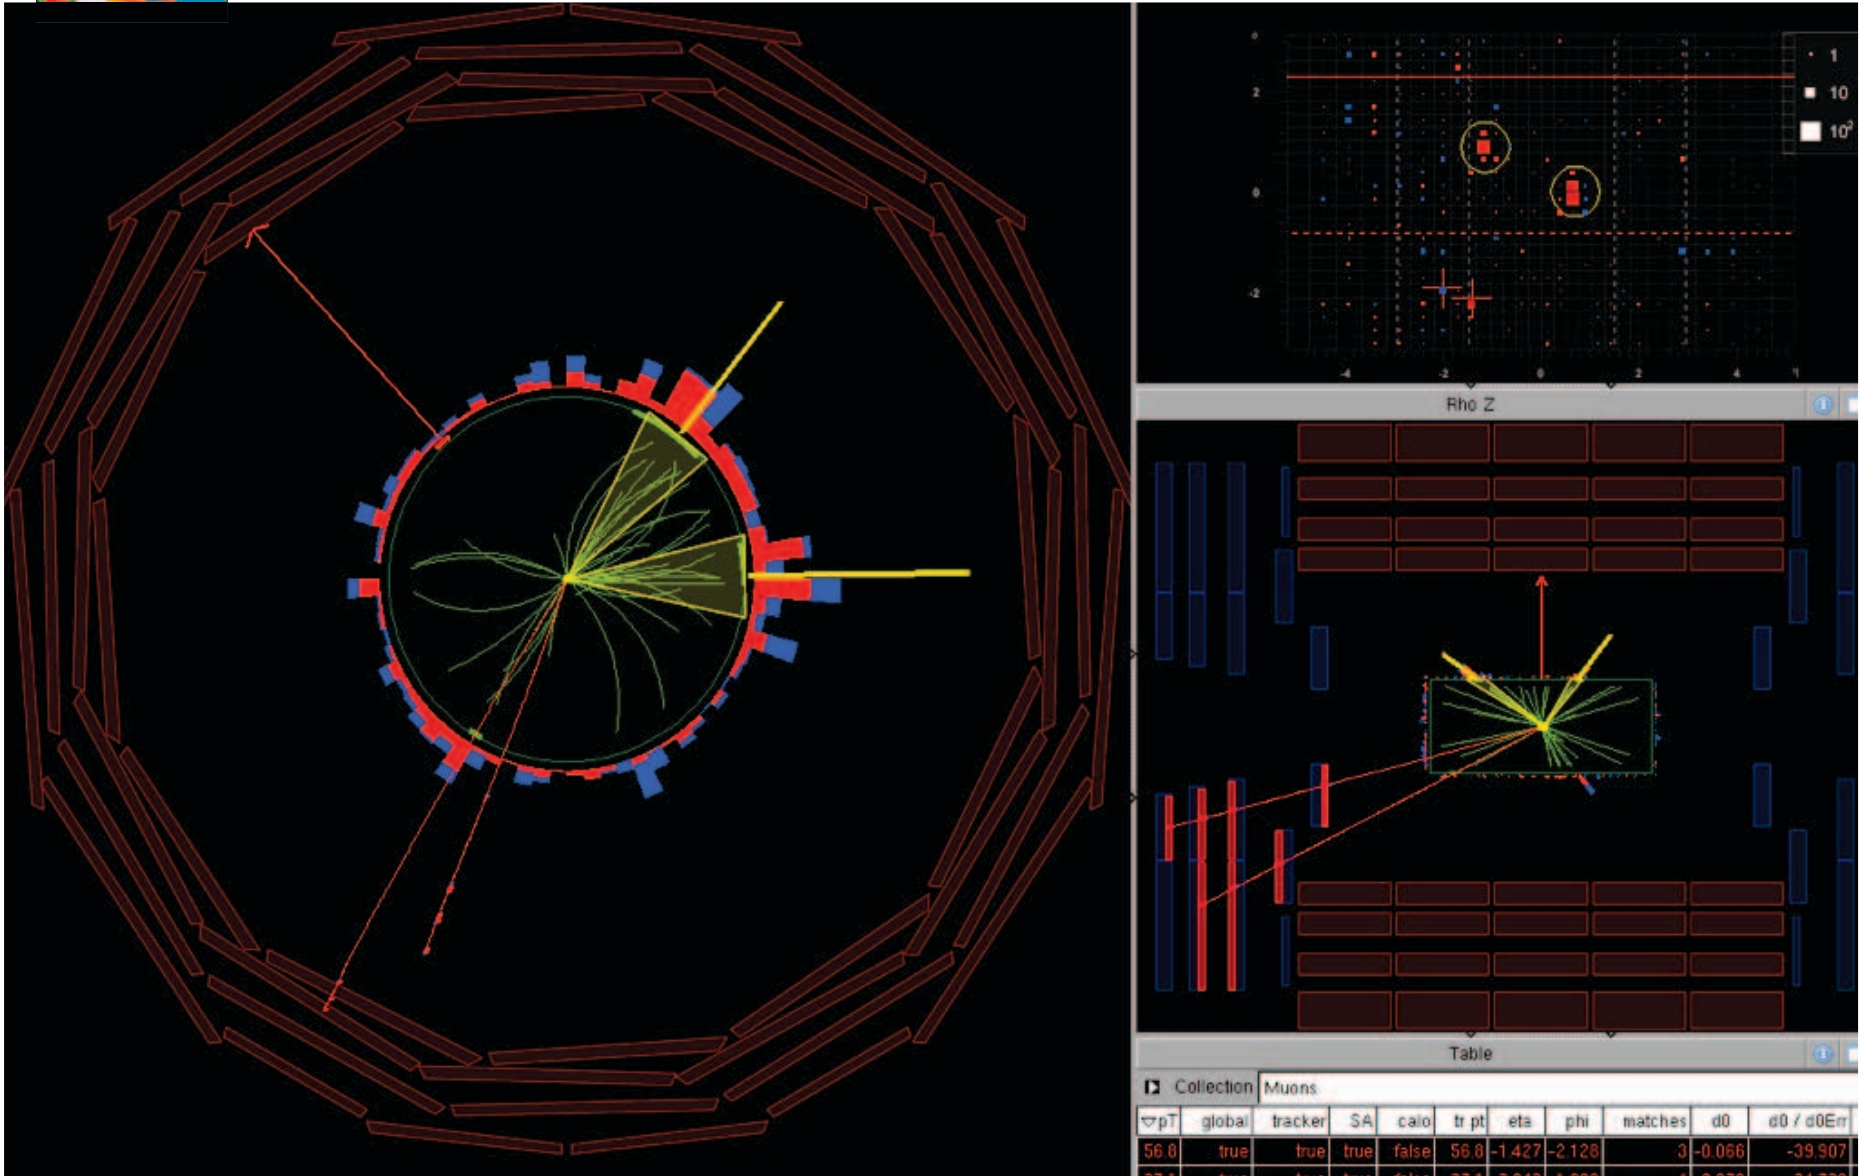 1
2
10
10²
0
-2
-4
-2
0
2
4
Rho Z
Table
Collection Muons
pT global tracker SA calo tr pt eta phi matches d0 d0 / d0Err
56.8 true true true false 56.8 -1.427 -2.128 3 -0.066 -39.907